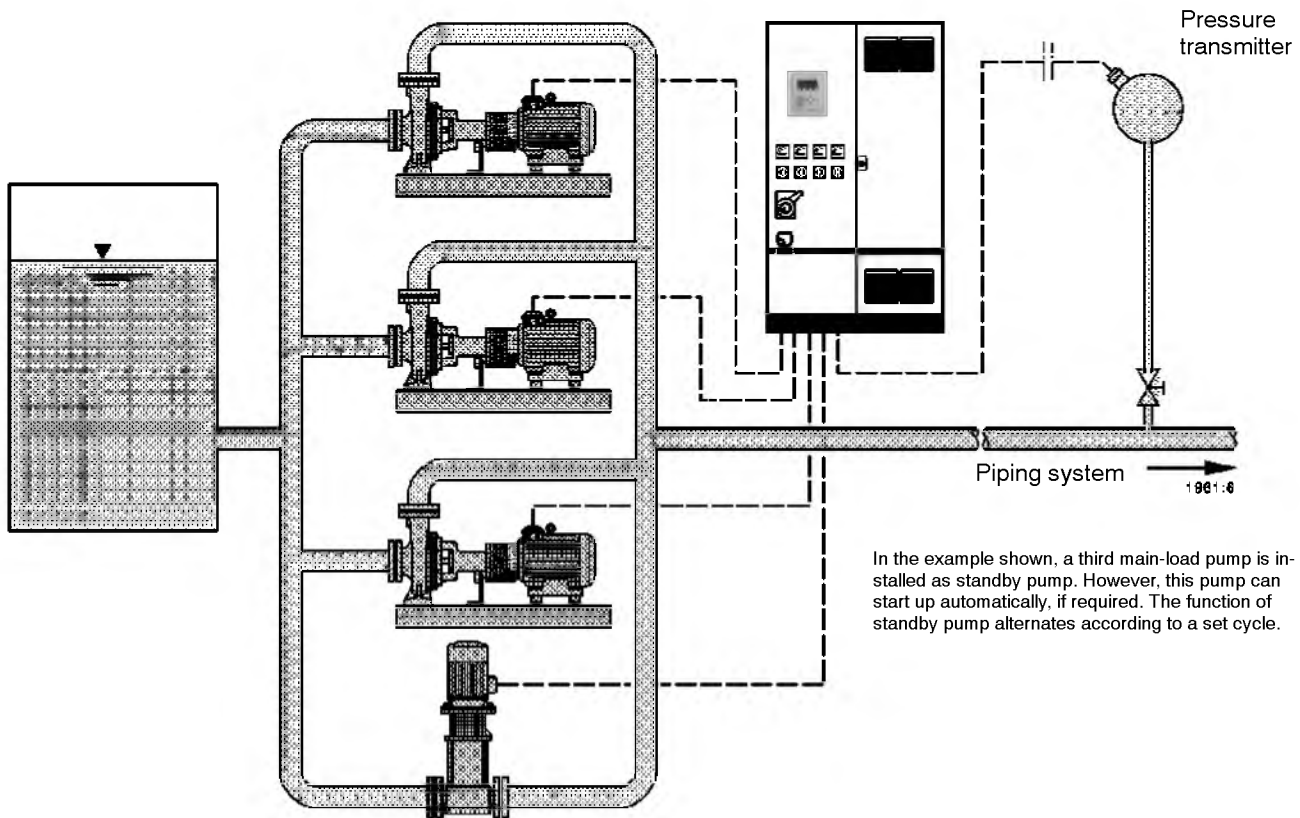 Pressure
transmitter
Piping system
1961:6
In the example shown, a third main-load pump is in-
stalled as standby pump. However, this pump can
start up automatically, if required. The function of
standby pump alternates according to a set cycle.